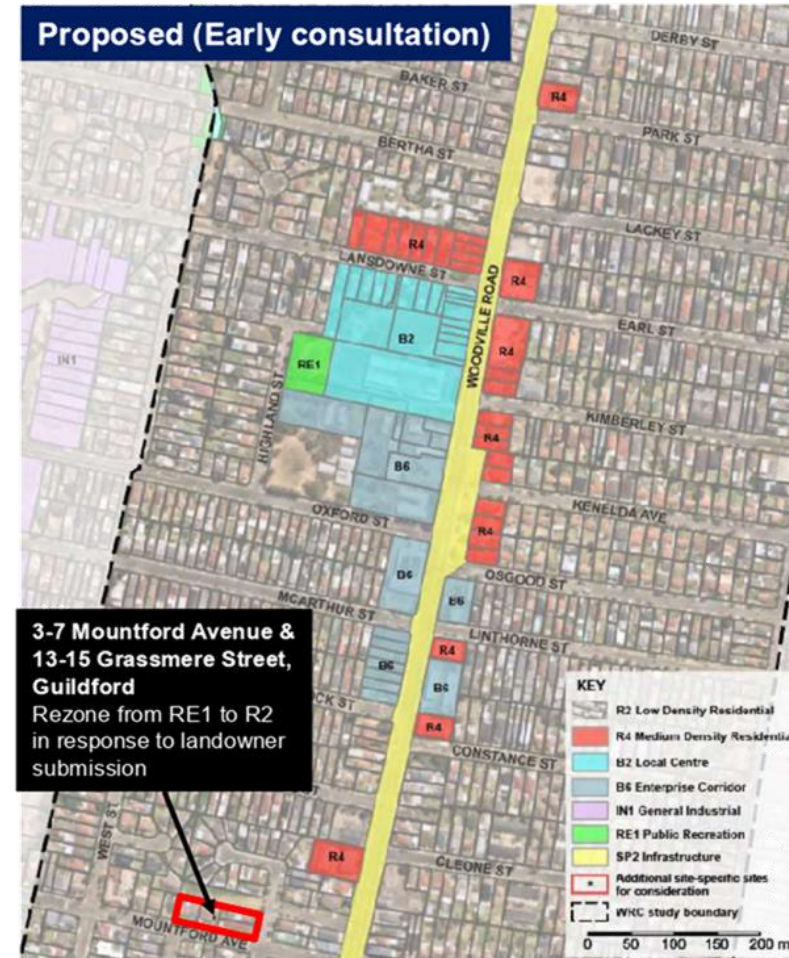 Proposed (Early consultation)
DERBY ST
BAKER ST
R4
PARK ST
BERTHA ST
LACKEY ST
R4
LANSDOWNE ST
R4
EARL ST
WOODVILLE ROAD
B2
R4
RE1
IN1
KIMBERLEY ST
HIGHLAND ST
R4
B6
KENELDA AVE
OXFORD ST
R4
OSGOOD ST
B6
B6
MCARTHUR ST
LINTHORNE ST
3-7 Mountford Avenue &
13-15 Grassmere Street,
Guildford
Rezone from RE1 to R2
in response to landowner
submission
R4
B6
B6
OCK ST
R4
CONSTANCE ST
ST
WEST ST
R4
CLEONE ST
MOUNTFORD AVE
KEY
R2 Low Density Residential
R4 Medium Density Residentia
B2 Local Centre
B6 Enterprise Corridor
IN1 General Industrial
RE1 Public Recreation
SP2 Infrastructure
* Additional site-specific sites
for consideration
WRC study boundary
0 50 100 150 200 m